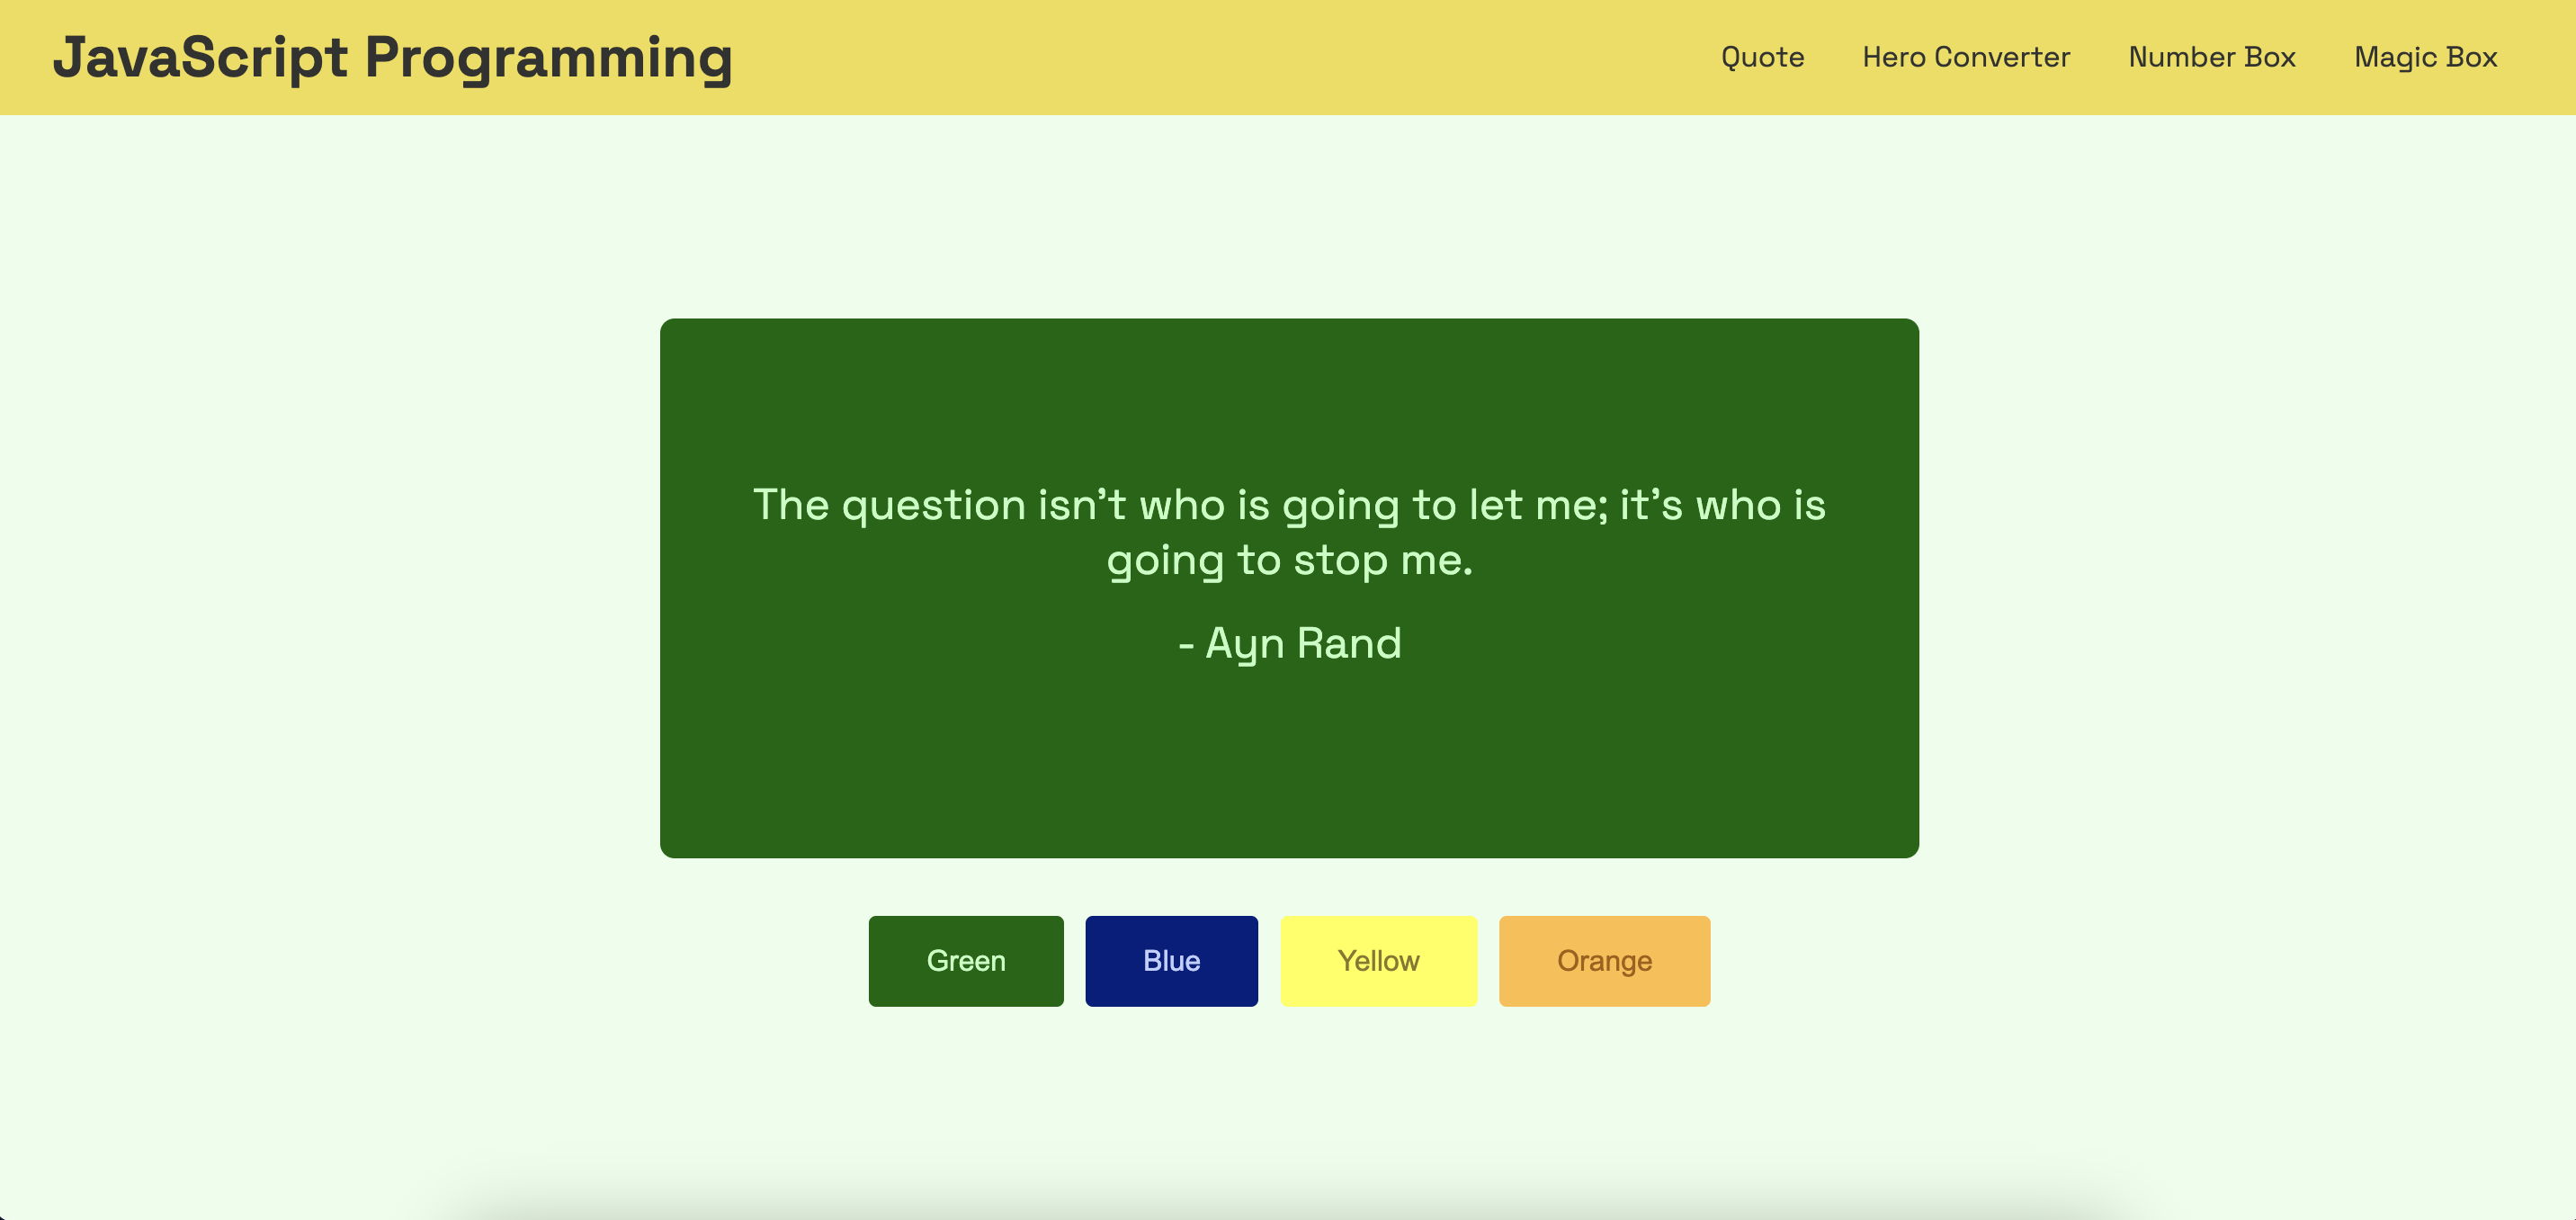 JavaScript Programming
Quote
Hero Converter
Number Box
Magic Box
The question isn't who is going to let me; it's who is
going to stop me.
- Ayn Rand
Green
Blue
Yellow
Orange